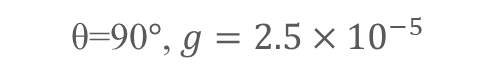 θ=90°, g = 2.5 × 10⁻⁵